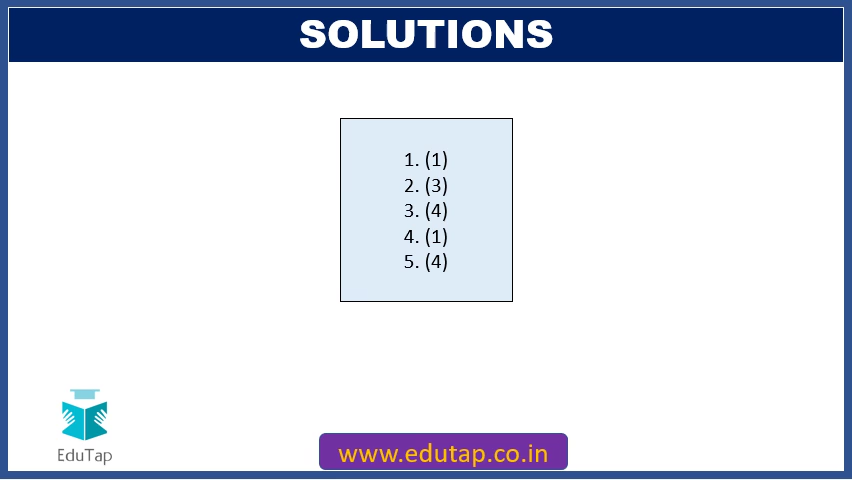 SOLUTIONS
1. (1)
2. (3)
3. (4)
4. (1)
5. (4)
EduTap
www.edutap.co.in